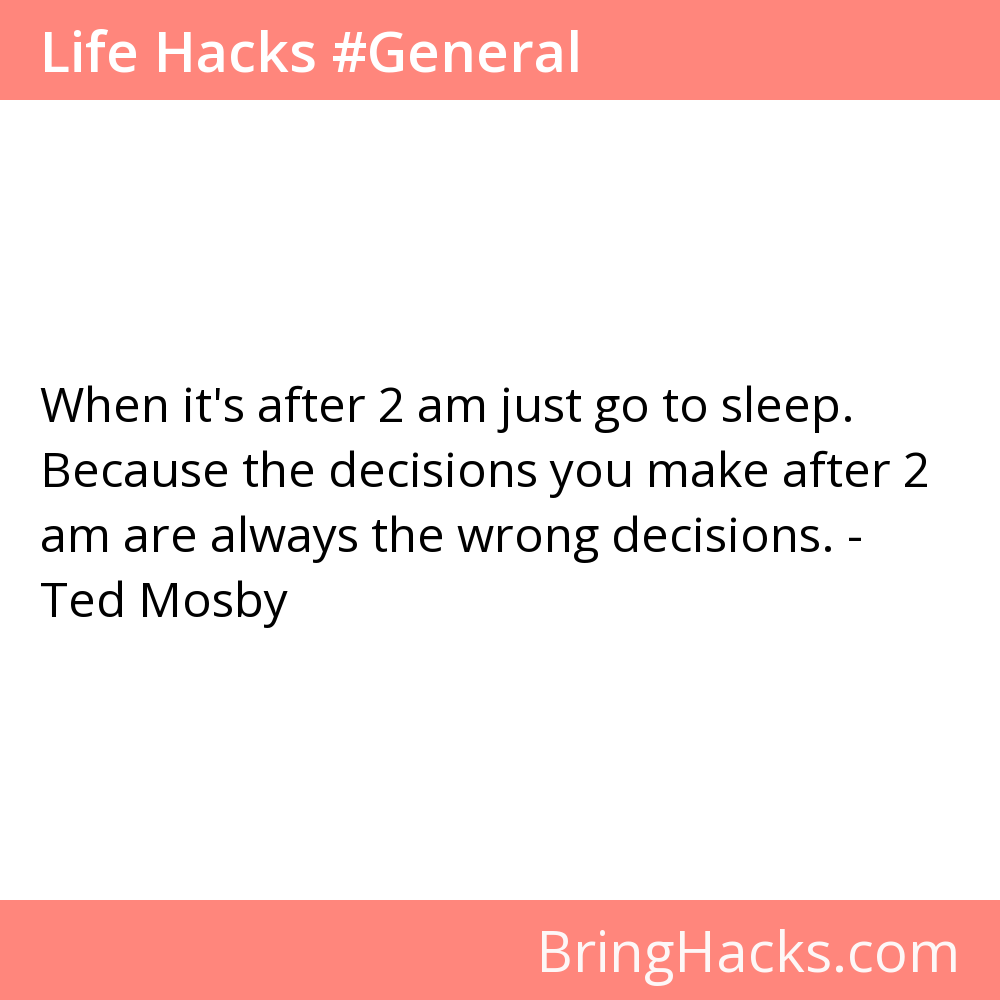 Life Hacks #General
When it's after 2 am just go to sleep.
Because the decisions you make after 2
am are always the wrong decisions. -
Ted Mosby
BringHacks.com